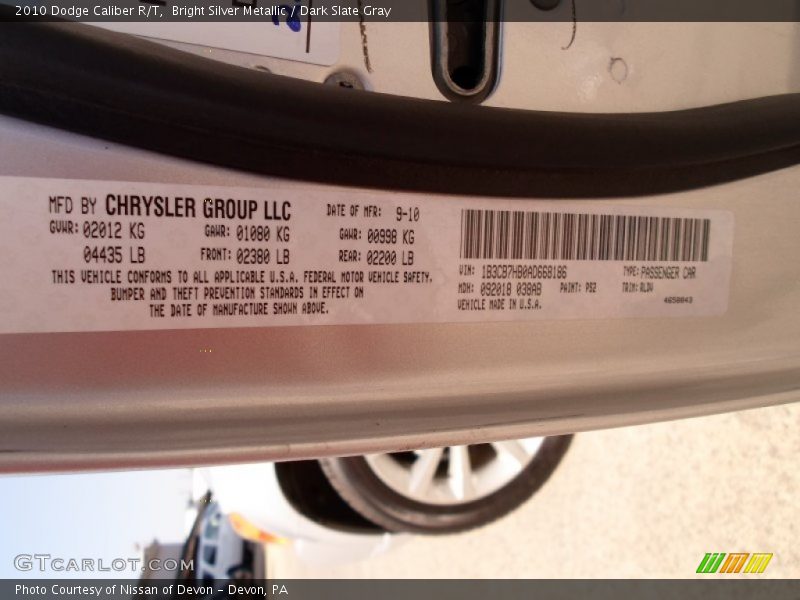 2010 Dodge Caliber R/T, Bright Silver Metallic / Dark Slate Gray
MFD BY CHRYSLER GROUP LLC DATE OF MFR: 9-10
GVWR: 02012 KG GAWR: 01080 KG GAWR: 00998 KG
04435 LB FRONT: 02380 LB REAR: 02200 LB
THIS VEHICLE CONFORMS TO ALL APPLICABLE U.S.A. FEDERAL MOTOR VEHICLE SAFETY,
BUMPER AND THEFT PREVENTION STANDARDS IN EFFECT ON
THE DATE OF MANUFACTURE SHOWN ABOVE.
VIN: 1B3CB7HB0AD668186 TYPE: PASSENGER CAR
MDH: 092018 038AB PAINT: PS2 TRIM: RLDV
VEHICLE MADE IN U.S.A. 4658043
GTCARLOT.COM
Photo Courtesy of Nissan of Devon - Devon, PA